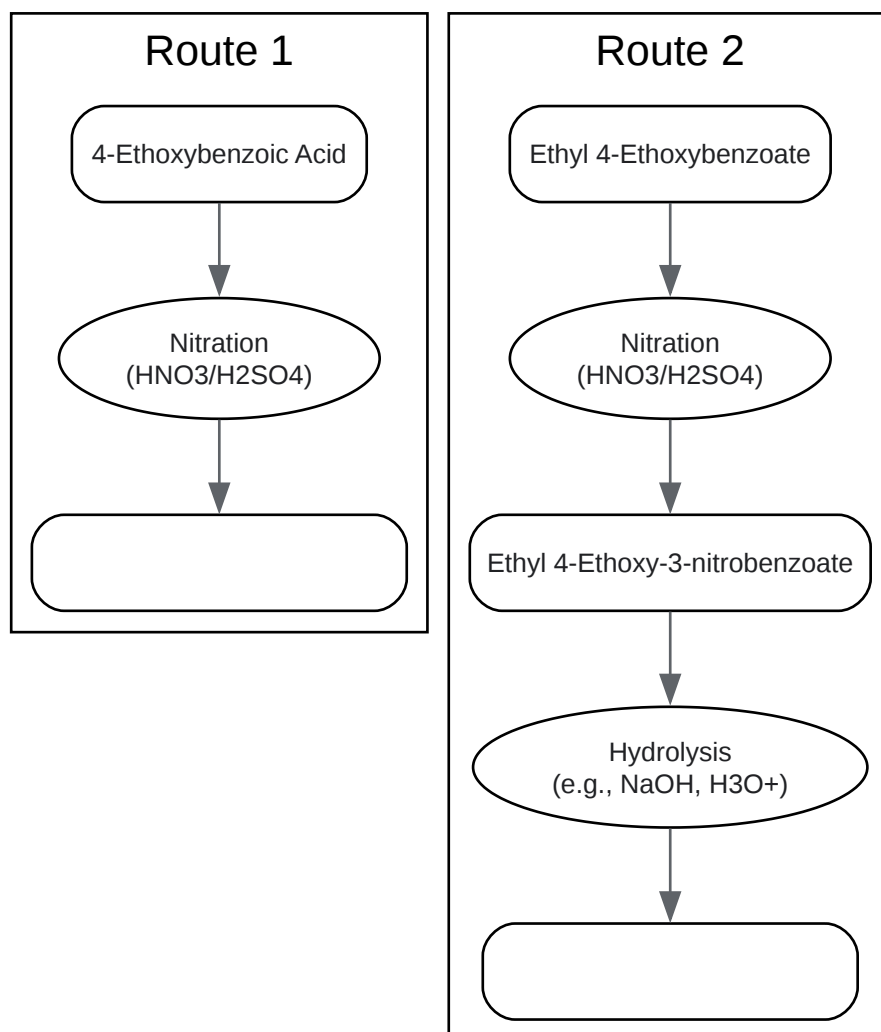 Route 1
4-Ethoxybenzoic Acid
Nitration
(HNO3/H2SO4)
Route 2
Ethyl 4-Ethoxybenzoate
Nitration
(HNO3/H2SO4)
Ethyl 4-Ethoxy-3-nitrobenzoate
Hydrolysis
(e.g., NaOH, H3O+)